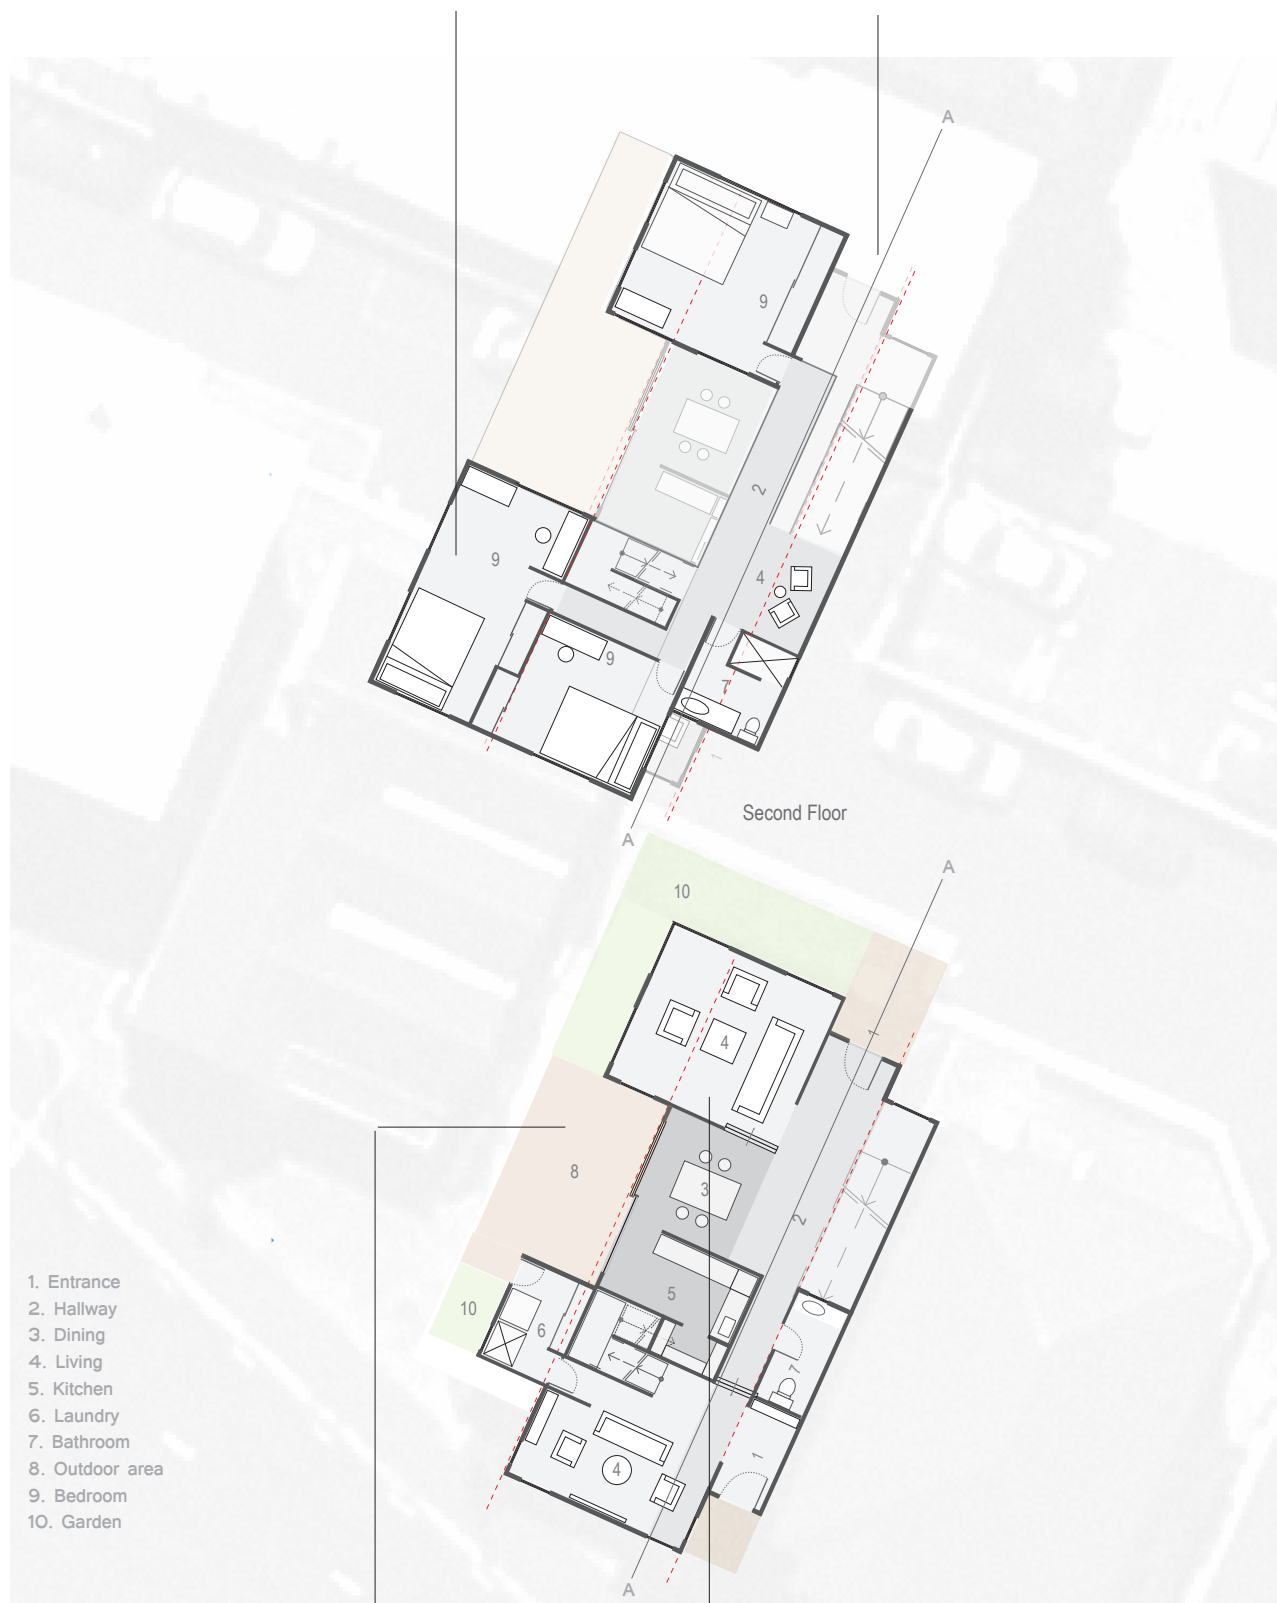 A
9
2
9
4
9
7
1
Second Floor
A
A
10
1
4
8
3
2
1. Entrance
2. Hallway
3. Dining
4. Living
5. Kitchen
6. Laundry
7. Bathroom
8. Outdoor area
9. Bedroom
10. Garden
5
10
6
7
1
4
A